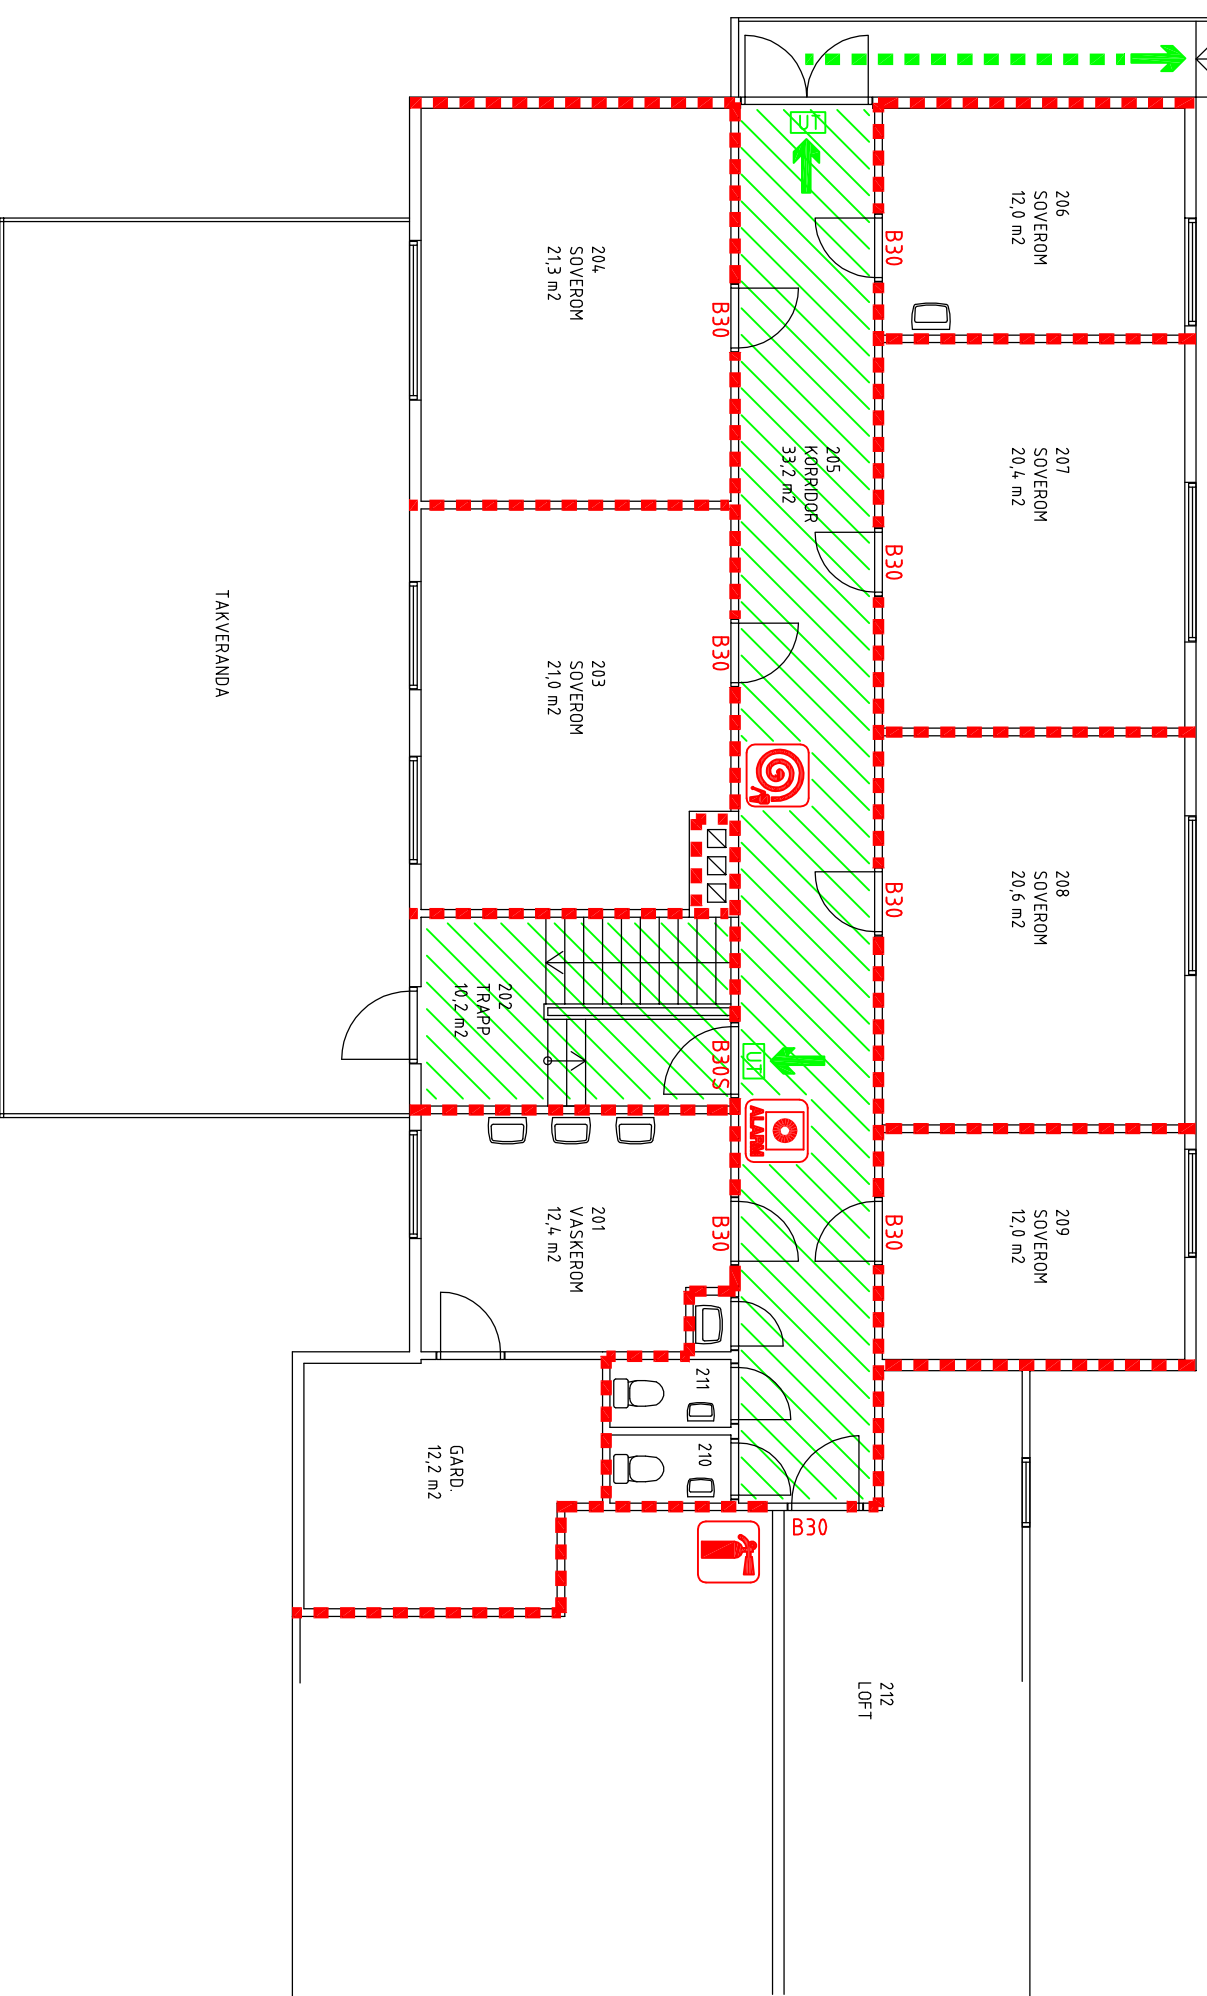 206
SOVEROM
12,0 m2
207
SOVEROM
20,4 m2
208
SOVEROM
20,6 m2
209
SOVEROM
12,0 m2
B30
B30
B30
B30
UT
205
KORRIDOR
33,2 m2
UT
ALARM
B30
B30
B30
B30S
B30
204
SOVEROM
21,3 m2
203
SOVEROM
21,0 m2
202
TRAPP
10,2 m2
201
VASKEROM
12,4 m2
211
210
GARD.
12,2 m2
212
LOFT
TAKVERANDA